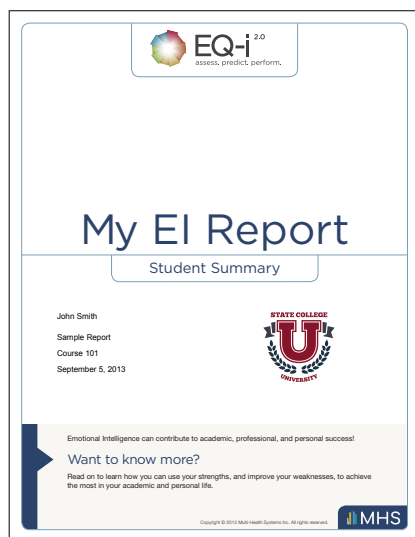 EQ-i 2.0
assess. predict. perform.
My EI Report
Student Summary
John Smith
Sample Report
Course 101
September 5, 2013
STATE COLLEGE
U
UNIVERSITY
Emotional Intelligence can contribute to academic, professional, and personal success!
Want to know more?
Read on to learn how you can use your strengths, and improve your weaknesses, to achieve
the most in your academic and personal life.
Copyright © 2013 Multi-Health Systems Inc. All rights reserved.
MHS